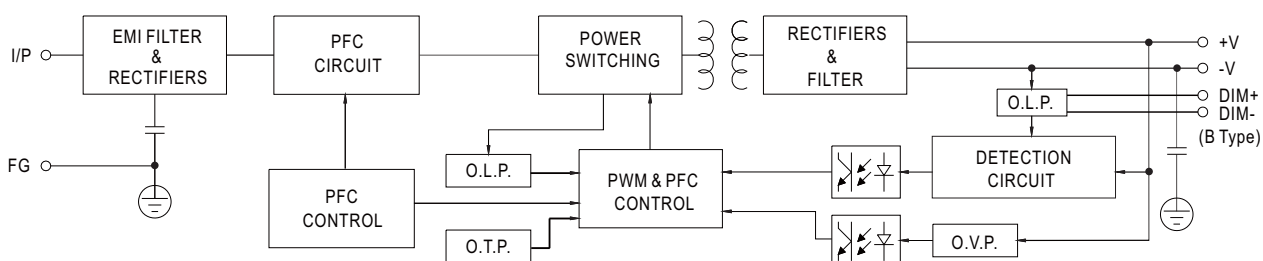 I/P
EMI FILTER
&
RECTIFIERS
PFC
CIRCUIT
POWER
SWITCHING
RECTIFIERS
&
FILTER
+V
-V
DIM+
DIM-
(B Type)
O.L.P.
FG
O.L.P.
PFC
CONTROL
PWM & PFC
CONTROL
DETECTION
CIRCUIT
O.T.P.
O.V.P.